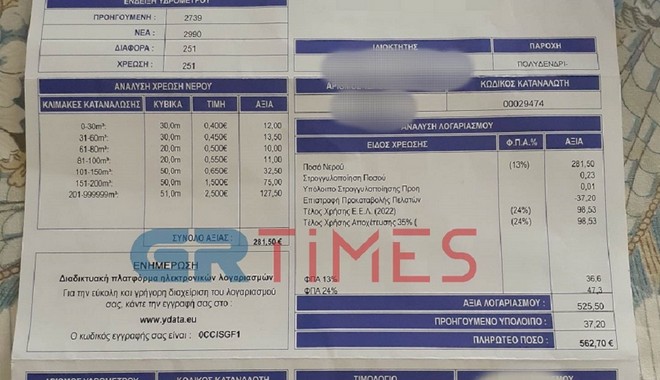 ΕΝΔΕΙΞΗ ΥΔΡΟΜΕΤΡΟΥ
ΠΡΟΗΓΟΥΜΕΝΗ : 2739
ΝΕΑ : 2990
ΔΙΑΦΟΡΑ : 251
ΧΡΕΩΣΗ : 251
ΙΔΙΟΚΤΗΤΗΣ ΠΑΡΟΧΗ
ΠΟΛΥΔΕΝΔΡΙ-
ΚΩΔΙΚΟΣ ΚΑΤΑΝΑΛΩΤΗ
00029474
ΑΝΑΛΥΣΗ ΧΡΕΩΣΗ ΝΕΡΟΥ
ΚΛΙΜΑΚΕΣ ΚΑΤΑΝΑΛΩΣΗΣ ΚΥΒΙΚΑ ΤΙΜΗ ΑΞΙΑ
0-30m³: 30,0m 0,400€ 12,00
31-60m³: 30,0m 0,450€ 13,50
61-80m³: 20,0m 0,500€ 10,00
81-100m³: 20,0m 0,550€ 11,00
101-150m³: 50,0m 0,650€ 32,50
151-200m³: 50,0m 1,500€ 75,00
201-999999m³: 51,0m 2,500€ 127,50
ΣΥΝΟΛΟ ΑΞΙΑΣ : 281,50 €
ΑΝΑΛΥΣΗ ΛΟΓΑΡΙΑΣΜΟΥ
ΕΙΔΟΣ ΧΡΕΩΣΗΣ Φ.Π.Α.% ΑΞΙΑ
Ποσό Νερού (13%) 281,50
Στρογγυλοποίηση Ποσού 0,23
Υπόλοιπο Στρογγυλοποίησης Προη 0,01
Επιστροφή Προκαταβολής Πελατών -37,20
Τέλος Χρήσης Ε.Ε.Λ. (2022) (24%) 98,53
Τέλος Χρήσης Αποχέτευσης 35% ( (24%) 98,53
ΦΠΑ 13% 36,6
ΦΠΑ 24% 47,3
ΑΞΙΑ ΛΟΓΑΡΙΑΣΜΟΥ : 525,50
ΠΡΟΗΓΟΥΜΕΝΟ ΥΠΟΛΟΙΠΟ : 37,20
ΠΛΗΡΩΤΕΟ ΠΟΣΟ : 562,70 €
GRTiMES
ΕΝΗΜΕΡΩΣΗ
Διαδικτυακή πλατφόρμα ηλεκτρονικών λογαριασμών
Για την εύκολη και γρήγορη διαχείριση του λογαριασμού
σας, κάντε την εγγραφή σας στο :
www.ydata.eu
Ο κωδικός εγγραφής σας είναι : 0CCISGF1
ΑΡΙΘΜΟΣ ΥΔΡΟΜΕΤΡΟΥ ΚΩΔΙΚΟΣ ΚΑΤΑΝΑΛΩΤΗ ΤΙΜΟΛΟΓΙΟ